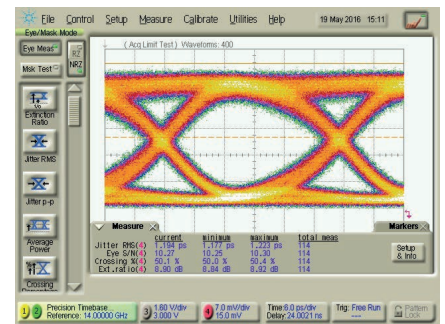 File Control Setup Measure Calibrate Utilities Help 19 May 2016 15:11
Eye/Mask Mode
Eye Meas
Msk Test
RZ
NRZ
( Acq Limit Test ) Waveforms: 400
Extinction
Ratio
Jitter RMS
Jitter p-p
Average
Power
Crossing
Measure
Markers
current minimum maximum total meas
Jitter RMS(4) 1.194 ps 1.177 ps 1.223 ps 114
Eye S/N(4) 10.27 10.25 10.30 114
Crossing %(4) 50.1 % 50.0 % 50.4 % 114
Ext.ratio(4) 8.90 dB 8.84 dB 8.92 dB 114
Setup
& Info
1 2 Precision Timebase
Reference: 14.00000 GHz
3 1.60 V/div
3.000 V
4 7.0 mV/div
15.0 mV
Time:6.0 ps/div
Delay:24.0021 ns
Trig: Free Run
Pattern
Lock